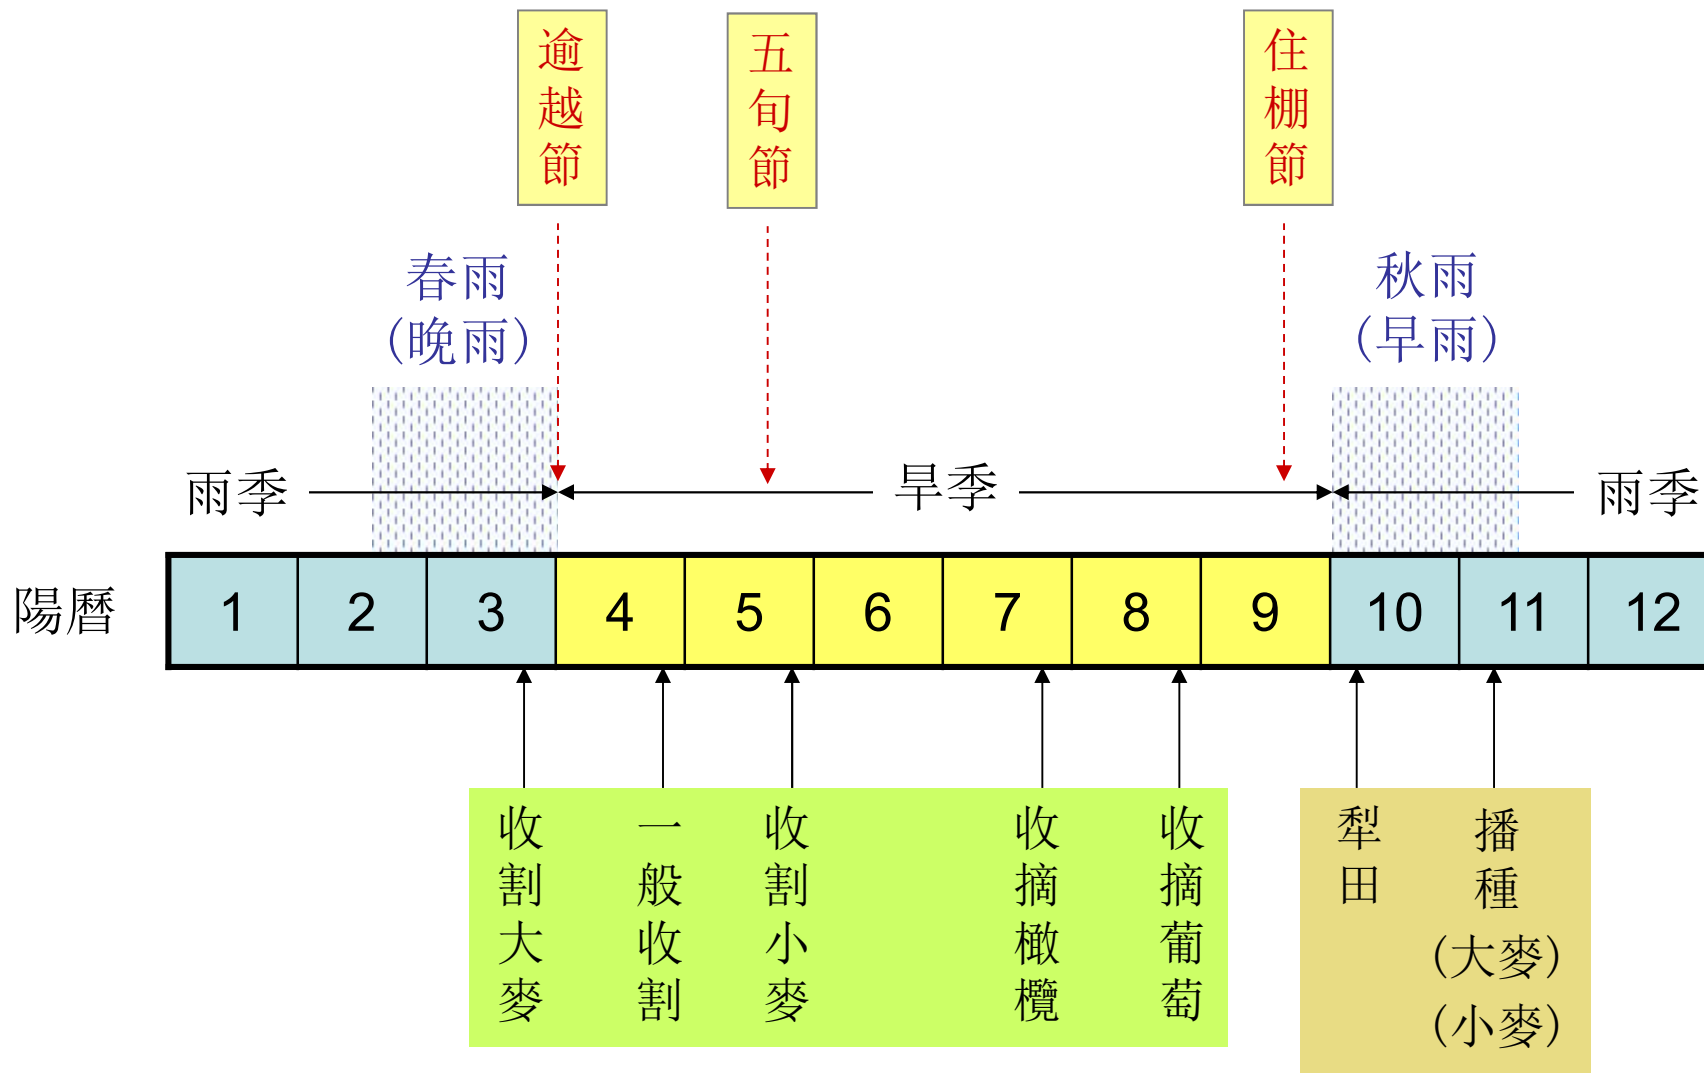 逾越節
五旬節
住棚節
春雨
(晚雨)
秋雨
(早雨)
雨季
旱季
雨季
陽曆
1 2 3 4 5 6 7 8 9 10 11 12
收割大麥
一般收割
收割小麥
收摘橄欖
收摘葡萄
犁田
播種
(大麥)
(小麥)